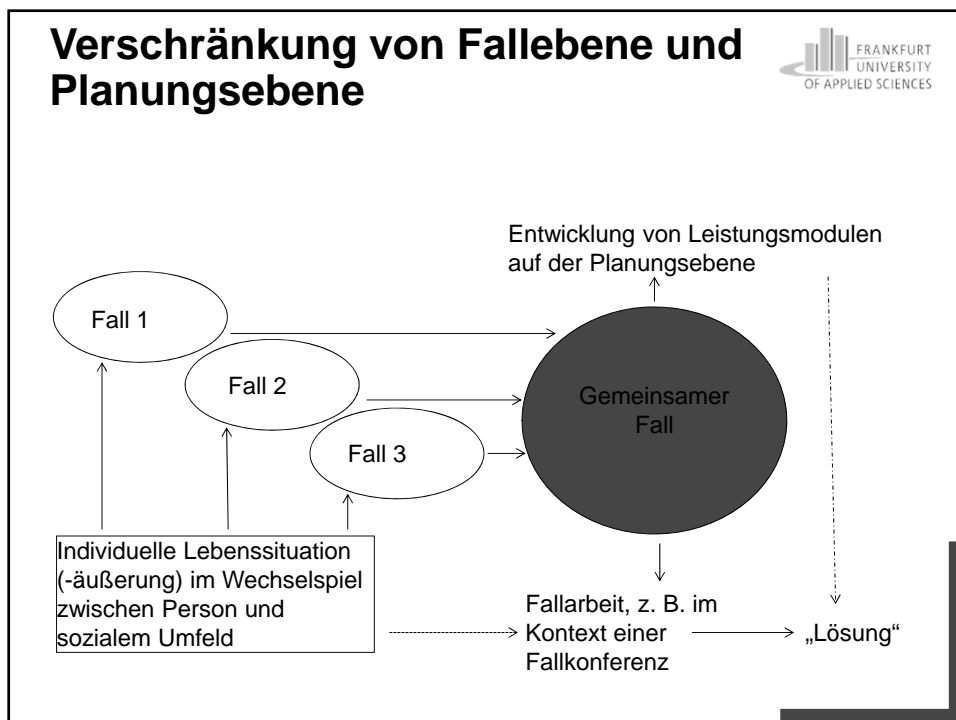 Verschränkung von Fallebene und
Planungsebene
FRANKFURT
UNIVERSITY
OF APPLIED SCIENCES
Entwicklung von Leistungsmodulen
auf der Planungsebene
Fall 1
Fall 2
Fall 3
Gemeinsamer
Fall
Individuelle Lebenssituation
(-äußerung) im Wechselspiel
zwischen Person und
sozialem Umfeld
Fallarbeit, z. B. im
Kontext einer
Fallkonferenz
„Lösung“